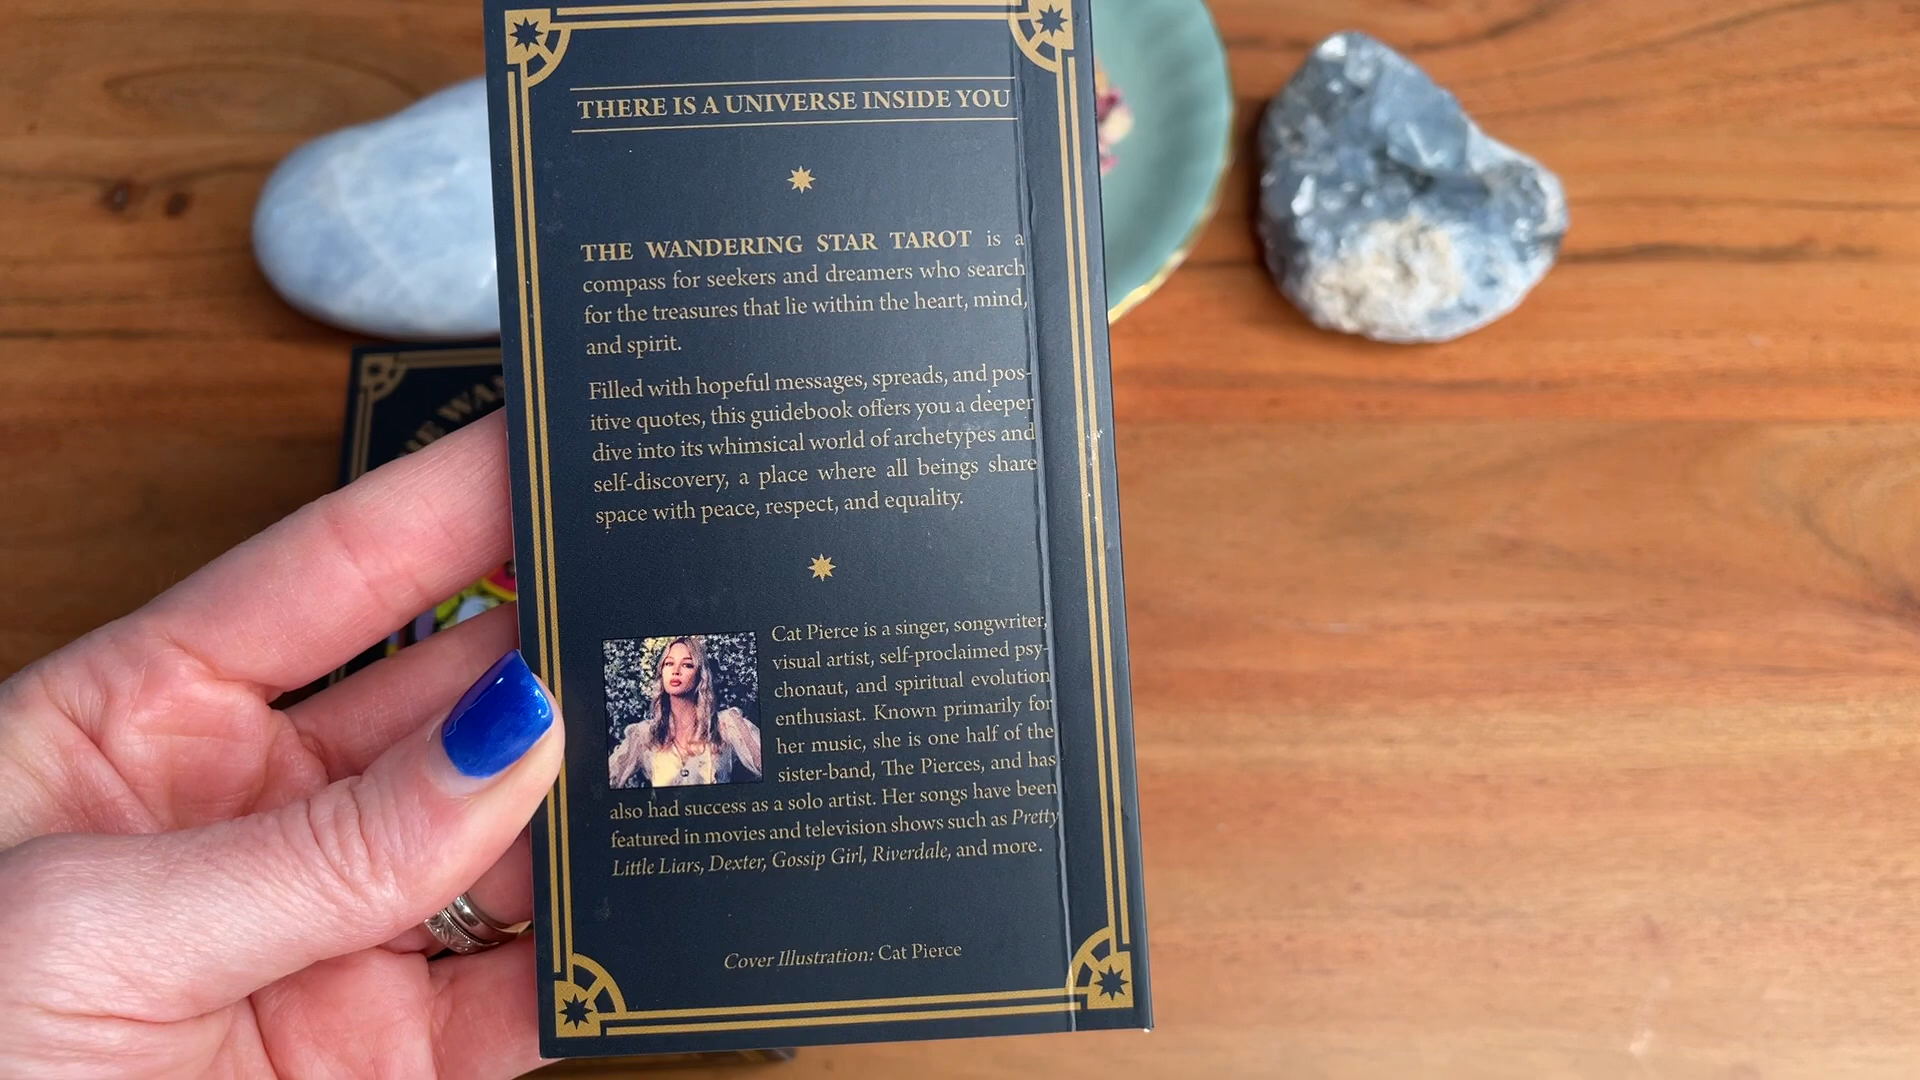 THERE IS A UNIVERSE INSIDE YOU
THE WANDERING STAR TAROT is a
compass for seekers and dreamers who search
for the treasures that lie within the heart, mind,
and spirit.
Filled with hopeful messages, spreads, and pos-
itive quotes, this guidebook offers you a deeper
dive into its whimsical world of archetypes and
self-discovery, a place where all beings share
space with peace, respect, and equality.
Cat Pierce is a singer, songwriter,
visual artist, self-proclaimed psy-
chonaut, and spiritual evolution
enthusiast. Known primarily for
her music, she is one half of the
sister-band, The Pierces, and has
also had success as a solo artist. Her songs have been
featured in movies and television shows such as Pretty
Little Liars, Dexter, Gossip Girl, Riverdale, and more.
Cover Illustration: Cat Pierce